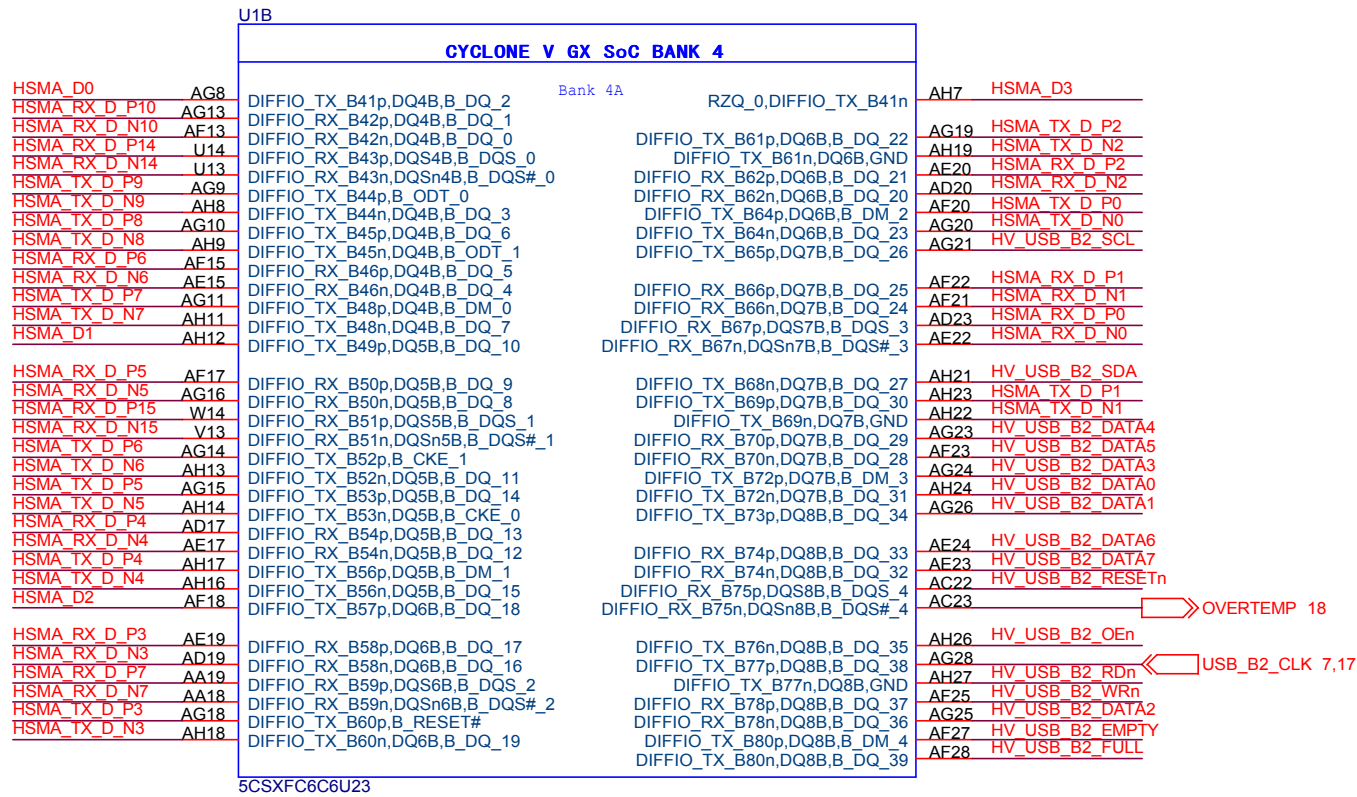 U1B
CYCLONE V GX SoC BANK 4
Bank 4A
HSMA_D0 AG8 DIFFIO_TX_B41p,DQ4B,B_DQ_2
HSMA_RX_D_P10 AG13 DIFFIO_RX_B42p,DQ4B,B_DQ_1
HSMA_RX_D_N10 AF13 DIFFIO_RX_B42n,DQ4B,B_DQ_0
HSMA_RX_D_P14 U14 DIFFIO_RX_B43p,DQS4B,B_DQS_0
HSMA_RX_D_N14 U13 DIFFIO_RX_B43n,DQSn4B,B_DQS#_0
HSMA_TX_D_P9 AG9 DIFFIO_TX_B44p,B_ODT_0
HSMA_TX_D_N9 AH8 DIFFIO_TX_B44n,DQ4B,B_DQ_3
HSMA_TX_D_P8 AG10 DIFFIO_TX_B45p,DQ4B,B_DQ_6
HSMA_TX_D_N8 AH9 DIFFIO_TX_B45n,DQ4B,B_ODT_1
HSMA_RX_D_P6 AF15 DIFFIO_RX_B46p,DQ4B,B_DQ_5
HSMA_RX_D_N6 AE15 DIFFIO_RX_B46n,DQ4B,B_DQ_4
HSMA_TX_D_P7 AG11 DIFFIO_TX_B48p,DQ4B,B_DM_0
HSMA_TX_D_N7 AH11 DIFFIO_TX_B48n,DQ4B,B_DQ_7
HSMA_D1 AH12 DIFFIO_TX_B49p,DQ5B,B_DQ_10
HSMA_RX_D_P5 AF17 DIFFIO_RX_B50p,DQ5B,B_DQ_9
HSMA_RX_D_N5 AG16 DIFFIO_RX_B50n,DQ5B,B_DQ_8
HSMA_RX_D_P15 W14 DIFFIO_RX_B51p,DQS5B,B_DQS_1
HSMA_RX_D_N15 V13 DIFFIO_RX_B51n,DQSn5B,B_DQS#_1
HSMA_TX_D_P6 AG14 DIFFIO_TX_B52p,B_CKE_1
HSMA_TX_D_N6 AH13 DIFFIO_TX_B52n,DQ5B,B_DQ_11
HSMA_TX_D_P5 AG15 DIFFIO_TX_B53p,DQ5B,B_DQ_14
HSMA_TX_D_N5 AH14 DIFFIO_TX_B53n,DQ5B,B_CKE_0
HSMA_RX_D_P4 AD17 DIFFIO_RX_B54p,DQ5B,B_DQ_13
HSMA_RX_D_N4 AE17 DIFFIO_RX_B54n,DQ5B,B_DQ_12
HSMA_TX_D_P4 AH17 DIFFIO_TX_B56p,DQ5B,B_DM_1
HSMA_TX_D_N4 AH16 DIFFIO_TX_B56n,DQ5B,B_DQ_15
HSMA_D2 AF18 DIFFIO_TX_B57p,DQ6B,B_DQ_18
HSMA_RX_D_P3 AE19 DIFFIO_RX_B58p,DQ6B,B_DQ_17
HSMA_RX_D_N3 AD19 DIFFIO_RX_B58n,DQ6B,B_DQ_16
HSMA_RX_D_P7 AA19 DIFFIO_RX_B59p,DQS6B,B_DQS_2
HSMA_RX_D_N7 AA18 DIFFIO_RX_B59n,DQSn6B,B_DQS#_2
HSMA_TX_D_P3 AG18 DIFFIO_TX_B60p,B_RESET#
HSMA_TX_D_N3 AH18 DIFFIO_TX_B60n,DQ6B,B_DQ_19
RZQ_0,DIFFIO_TX_B41n AH7 HSMA_D3
DIFFIO_TX_B61p,DQ6B,B_DQ_22 AG19 HSMA_TX_D_P2
DIFFIO_TX_B61n,DQ6B,GND AH19 HSMA_TX_D_N2
DIFFIO_RX_B62p,DQ6B,B_DQ_21 AE20 HSMA_RX_D_P2
DIFFIO_RX_B62n,DQ6B,B_DQ_20 AD20 HSMA_RX_D_N2
DIFFIO_TX_B64p,DQ6B,B_DM_2 AF20 HSMA_TX_D_P0
DIFFIO_TX_B64n,DQ6B,B_DQ_23 AG20 HSMA_TX_D_N0
DIFFIO_TX_B65p,DQ7B,B_DQ_26 AG21 HV_USB_B2_SCL
DIFFIO_RX_B66p,DQ7B,B_DQ_25 AF22 HSMA_RX_D_P1
DIFFIO_RX_B66n,DQ7B,B_DQ_24 AF21 HSMA_RX_D_N1
DIFFIO_RX_B67p,DQS7B,B_DQS_3 AD23 HSMA_RX_D_P0
DIFFIO_RX_B67n,DQSn7B,B_DQS#_3 AE22 HSMA_RX_D_N0
DIFFIO_TX_B68n,DQ7B,B_DQ_27 AH21 HV_USB_B2_SDA
DIFFIO_TX_B69p,DQ7B,B_DQ_30 AH23 HSMA_TX_D_P1
DIFFIO_TX_B69n,DQ7B,GND AH22 HSMA_TX_D_N1
DIFFIO_RX_B70p,DQ7B,B_DQ_29 AG23 HV_USB_B2_DATA4
DIFFIO_RX_B70n,DQ7B,B_DQ_28 AF23 HV_USB_B2_DATA5
DIFFIO_TX_B72p,DQ7B,B_DM_3 AG24 HV_USB_B2_DATA3
DIFFIO_TX_B72n,DQ7B,B_DQ_31 AH24 HV_USB_B2_DATA0
DIFFIO_TX_B73p,DQ8B,B_DQ_34 AG26 HV_USB_B2_DATA1
DIFFIO_RX_B74p,DQ8B,B_DQ_33 AE24 HV_USB_B2_DATA6
DIFFIO_RX_B74n,DQ8B,B_DQ_32 AE23 HV_USB_B2_DATA7
DIFFIO_RX_B75p,DQS8B,B_DQS_4 AC22 HV_USB_B2_RESETn
DIFFIO_RX_B75n,DQSn8B,B_DQS#_4 AC23 OVERTEMP 18
DIFFIO_TX_B76n,DQ8B,B_DQ_35 AH26 HV_USB_B2_OEn
DIFFIO_TX_B77p,DQ8B,B_DQ_38 AG28 USB_B2_CLK 7,17
DIFFIO_TX_B77n,DQ8B,GND AH27 HV_USB_B2_RDn
DIFFIO_RX_B78p,DQ8B,B_DQ_37 AF25 HV_USB_B2_WRn
DIFFIO_RX_B78n,DQ8B,B_DQ_36 AG25 HV_USB_B2_DATA2
DIFFIO_TX_B80p,DQ8B,B_DM_4 AF27 HV_USB_B2_EMPTY
DIFFIO_TX_B80n,DQ8B,B_DQ_39 AF28 HV_USB_B2_FULL
5CSXFC6C6U23